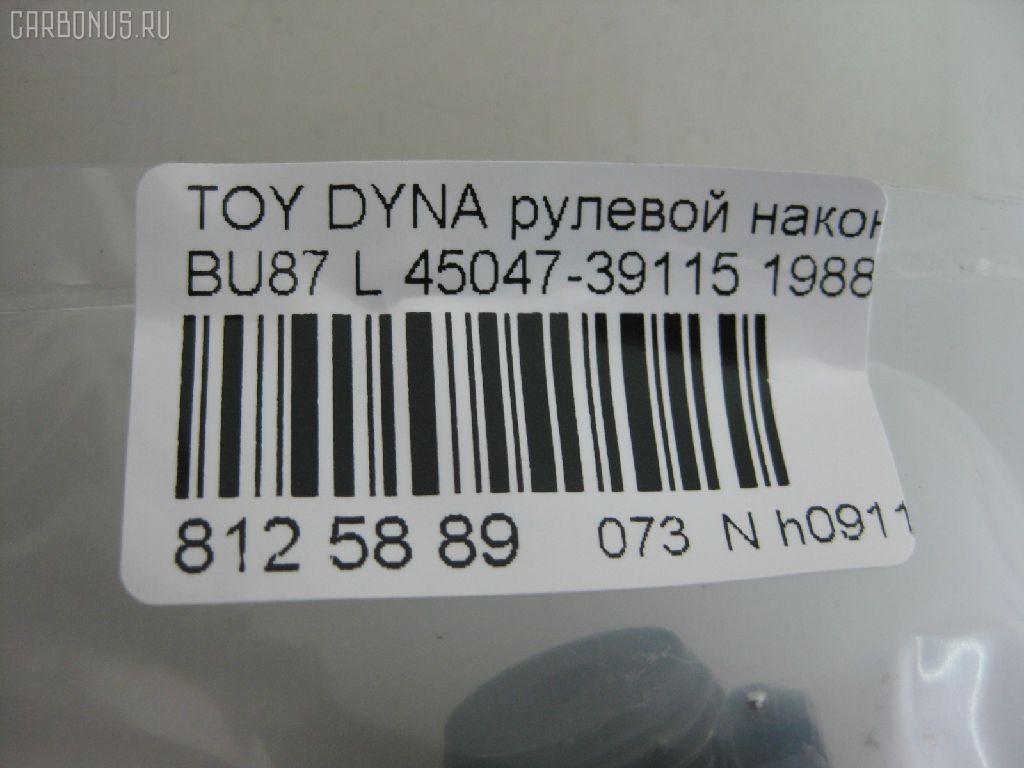 CARBONUS.RU
TOY DYNA рулевой након
BU87 L 45047-39115 1988
812 58 89 073 N h0911